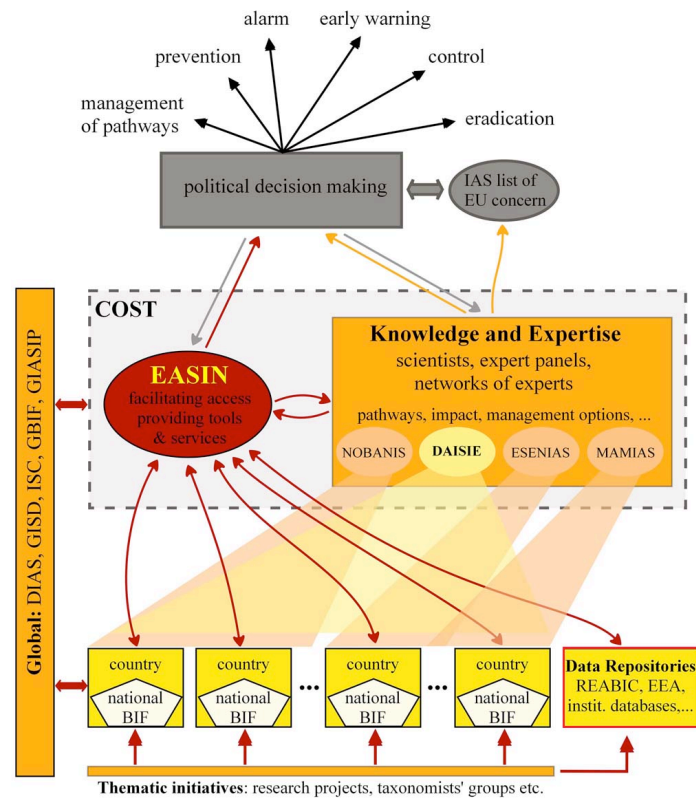 alarm
early warning
prevention
control
management
of pathways
eradication
political decision making
IAS list of
EU concern
COST
Knowledge and Expertise
scientists, expert panels,
networks of experts
pathways, impact, management options, ...
EASIN
facilitating access
providing tools
& services
NOBANIS
DAISIE
ESENIAS
MAMIAS
Global: DIAS, GISD, ISC, GBIF, GIASIP
country
national
BIF
country
national
BIF
...
country
national
BIF
...
country
national
BIF
Data Repositories
REABIC, EEA,
instit. databases,...
Thematic initiatives: research projects, taxonomists' groups etc.